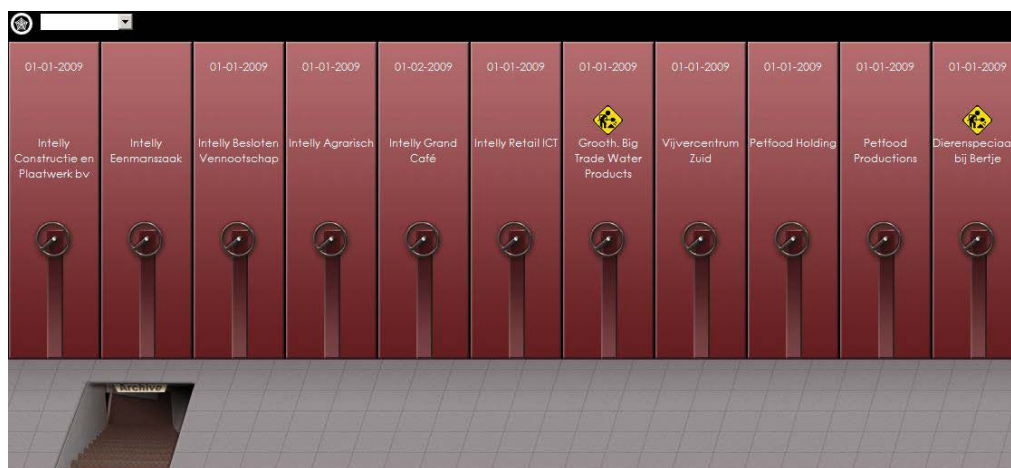 01-01-2009
01-01-2009
01-01-2009
01-02-2009
01-01-2009
01-01-2009
01-01-2009
01-01-2009
01-01-2009
01-01-2009
Intelly
Constructie en
Plaatwerk bv
Intelly
Eenmanszaak
Intelly Besloten
Vennootschap
Intelly Agrarisch
Intelly Grand
Café
Intelly Retail ICT
Grooth. Big
Trade Water
Products
Vijvercentrum
Zuid
Petfood Holding
Petfood
Productions
Dierenspeciaa
bij Bertje
Archive